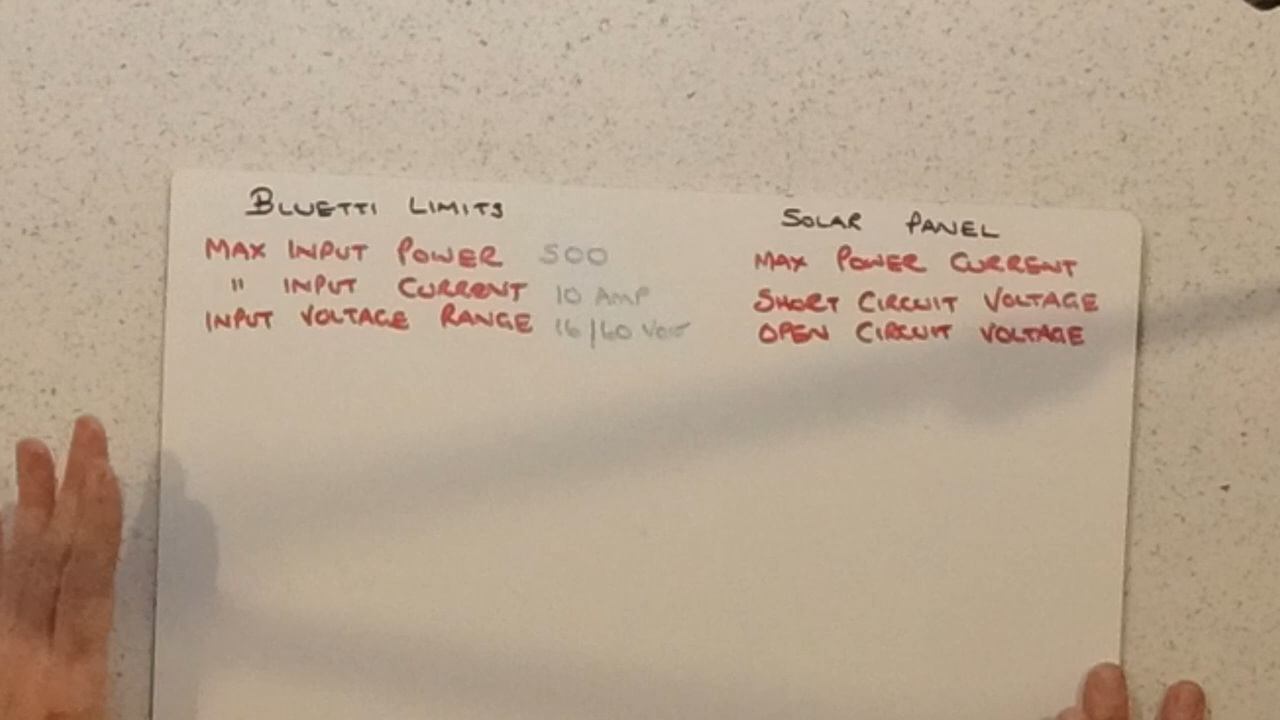 BLUETTI LIMITS
MAX INPUT POWER 500
" INPUT CURRENT 10 AMP
INPUT VOLTAGE RANGE 16/60 VOLT
SOLAR PANEL
MAX POWER CURRENT
SHORT CIRCUIT VOLTAGE
OPEN CIRCUIT VOLTAGE